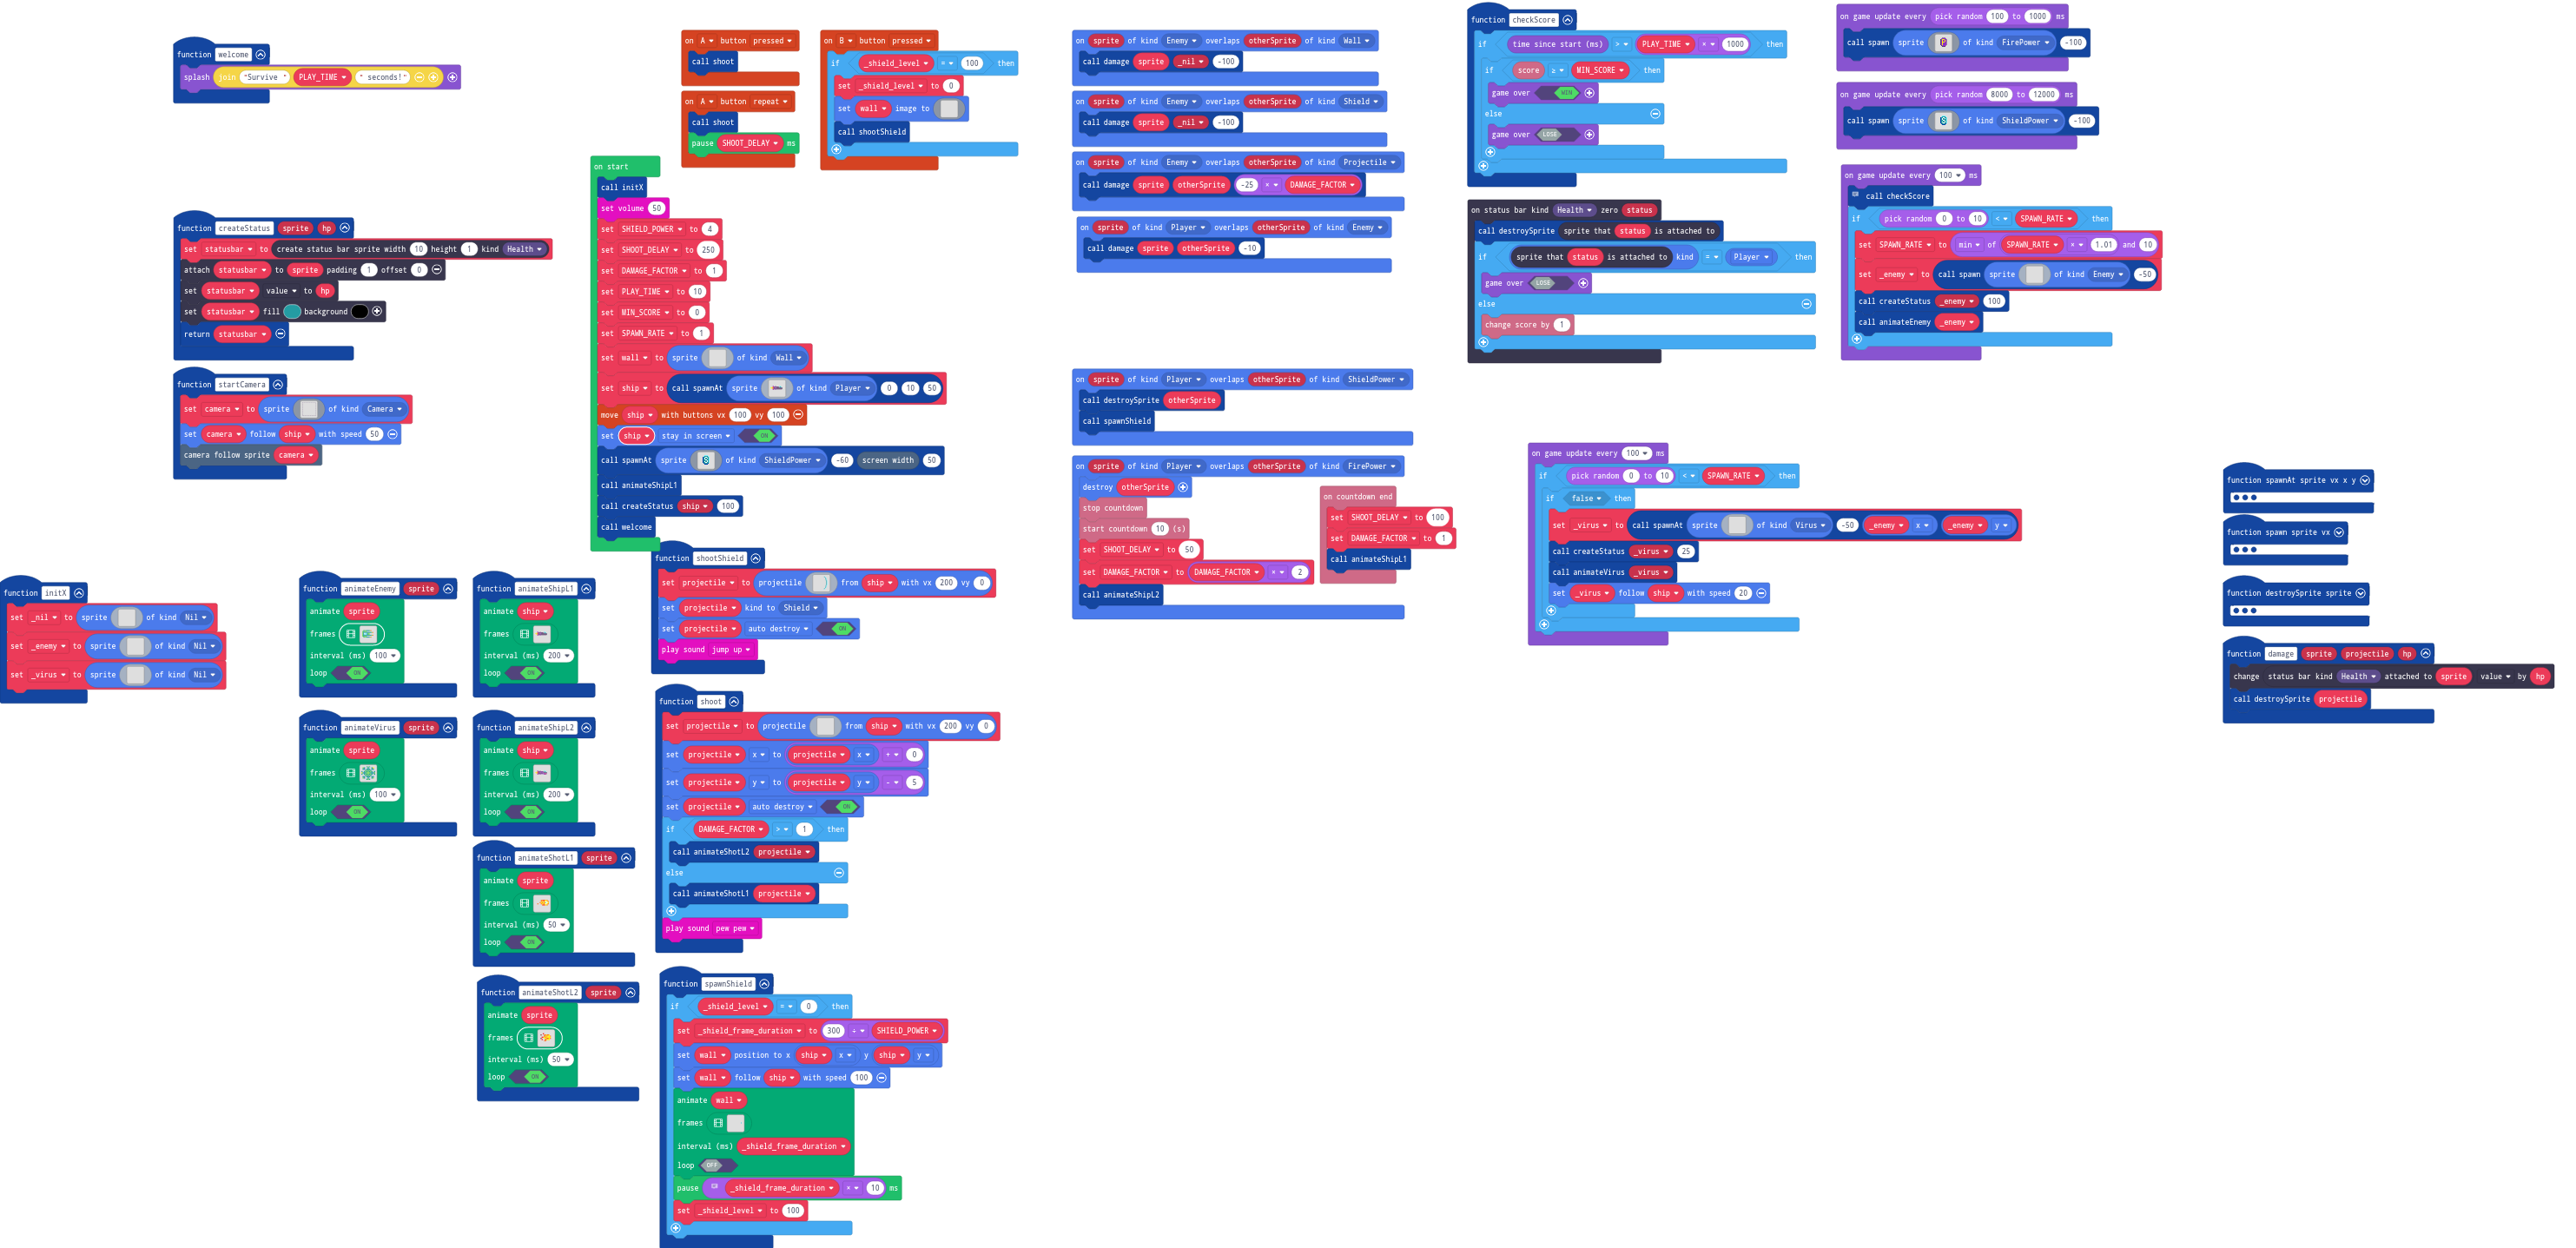 function welcome
splash join "Survive " PLAY_TIME " seconds!"
function createStatus sprite hp
set statusbar to create status bar sprite width 10 height 1 kind Health
attach statusbar to sprite padding 1 offset 0
set statusbar value to hp
set statusbar fill background
return statusbar
function startCamera
set camera to sprite of kind Camera
set camera follow ship with speed 50
camera follow sprite camera
function initX
set _nil to sprite of kind Nil
set _enemy to sprite of kind Nil
set _virus to sprite of kind Nil
function animateEnemy sprite
animate sprite
frames
interval (ms) 100
loop ON
function animateVirus sprite
animate sprite
frames
interval (ms) 100
loop ON
function animateShipL1
animate ship
frames
interval (ms) 200
loop ON
function animateShipL2
animate ship
frames
interval (ms) 200
loop ON
function animateShotL1 sprite
animate sprite
frames
interval (ms) 50
loop ON
function animateShotL2 sprite
animate sprite
frames
interval (ms) 50
loop ON
on start
call initX
set volume 50
set SHIELD_POWER to 4
set SHOOT_DELAY to 250
set DAMAGE_FACTOR to 1
set PLAY_TIME to 10
set MIN_SCORE to 0
set SPAWN_RATE to 1
set wall to sprite of kind Wall
set ship to call spawnAt sprite of kind Player 0 10 50
move ship with buttons vx 100 vy 100
set ship stay in screen ON
call spawnAt sprite S of kind ShieldPower -60 screen width 50
call animateShipL1
call createStatus ship 100
call welcome
on A button pressed
call shoot
on A button repeat
call shoot
pause SHOOT_DELAY ms
on B button pressed
if _shield_level = 100 then
set _shield_level to 0
set wall image to
call shootShield
function shootShield
set projectile to projectile from ship with vx 200 vy 0
set projectile kind to Shield
set projectile auto destroy ON
play sound jump up
function shoot
set projectile to projectile from ship with vx 200 vy 0
set projectile x to projectile x + 0
set projectile y to projectile y - 5
set projectile auto destroy ON
if DAMAGE_FACTOR > 1 then
call animateShotL2 projectile
else
call animateShotL1 projectile
play sound pew pew
function spawnShield
if _shield_level = 0 then
set _shield_frame_duration to 300 ÷ SHIELD_POWER
set wall position to x ship x y ship y
set wall follow ship with speed 100
animate wall
frames
interval (ms) _shield_frame_duration
loop OFF
pause _shield_frame_duration × 10 ms
set _shield_level to 100
on sprite of kind Enemy overlaps otherSprite of kind Wall
call damage sprite _nil -100
on sprite of kind Enemy overlaps otherSprite of kind Shield
call damage sprite _nil -100
on sprite of kind Enemy overlaps otherSprite of kind Projectile
call damage sprite otherSprite -25 × DAMAGE_FACTOR
on sprite of kind Player overlaps otherSprite of kind Enemy
call damage sprite otherSprite -10
on sprite of kind Player overlaps otherSprite of kind ShieldPower
call destroySprite otherSprite
call spawnShield
on sprite of kind Player overlaps otherSprite of kind FirePower
destroy otherSprite
stop countdown
start countdown 10 (s)
set SHOOT_DELAY to 50
set DAMAGE_FACTOR to DAMAGE_FACTOR × 2
call animateShipL2
on countdown end
set SHOOT_DELAY to 100
set DAMAGE_FACTOR to 1
call animateShipL1
function checkScore
if time since start (ms) > PLAY_TIME × 1000 then
if score ≥ MIN_SCORE then
game over WIN
else
game over LOSE
on status bar kind Health zero status
call destroySprite sprite that status is attached to
if sprite that status is attached to kind = Player then
game over LOSE
else
change score by 1
on game update every pick random 100 to 1000 ms
call spawn sprite P of kind FirePower -100
on game update every pick random 8000 to 12000 ms
call spawn sprite S of kind ShieldPower -100
on game update every 100 ms
call checkScore
if pick random 0 to 10 < SPAWN_RATE then
set SPAWN_RATE to min of SPAWN_RATE × 1.01 and 10
set _enemy to call spawn sprite of kind Enemy -50
call createStatus _enemy 100
call animateEnemy _enemy
on game update every 100 ms
if pick random 0 to 10 < SPAWN_RATE then
if false then
set _virus to call spawnAt sprite of kind Virus -50 _enemy x _enemy y
call createStatus _virus 25
call animateVirus _virus
set _virus follow ship with speed 20
function spawnAt sprite vx x y
function spawn sprite vx
function destroySprite sprite
function damage sprite projectile hp
change status bar kind Health attached to sprite value by hp
call destroySprite projectile